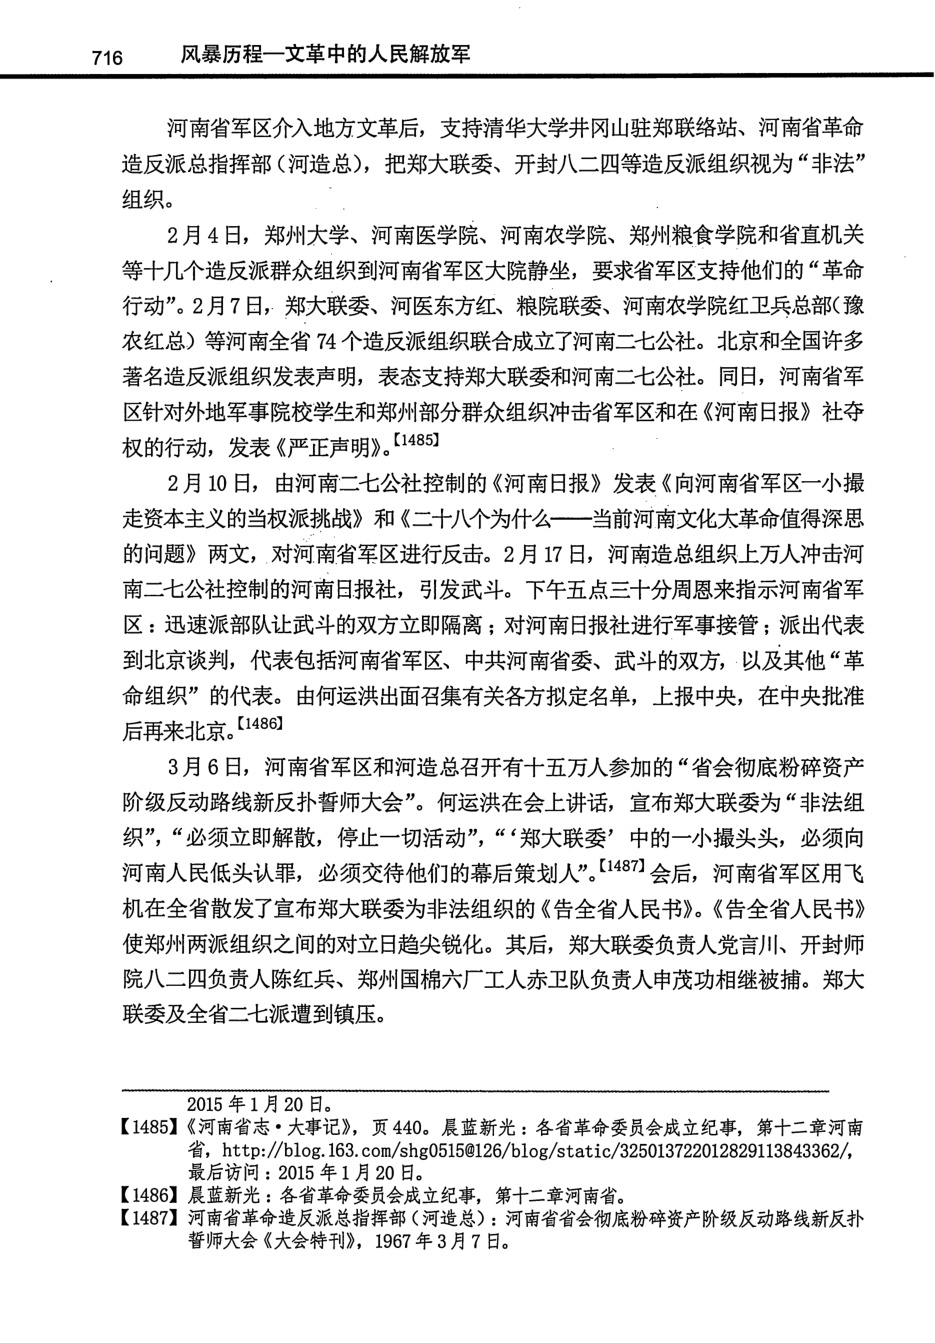 716 风暴历程—文革中的人民解放军
河南省军区介入地方文革后，支持清华大学井冈山驻郑联络站、河南省革命
造反派总指挥部（河造总），把郑大联委、开封八二四等造反派组织视为“非法”
组织。
2月4日，郑州大学、河南医学院、河南农学院、郑州粮食学院和省直机关
等十几个造反派群众组织到河南省军区大院静坐，要求省军区支持他们的“革命
行动”。2月7日，郑大联委、河医东方红、粮院联委、河南农学院红卫兵总部（豫
农红总）等河南全省74个造反派组织联合成立了河南二七公社。北京和全国许多
著名造反派组织发表声明，表态支持郑大联委和河南二七公社。同日，河南省军
区针对外地军事院校学生和郑州部分群众组织冲击省军区和在《河南日报》社夺
权的行动，发表《严正声明》。【1485】
2月10日，由河南二七公社控制的《河南日报》发表《向河南省军区一小撮
走资本主义的当权派挑战》和《二十八个为什么——当前河南文化大革命值得深思
的问题》两文，对河南省军区进行反击。2月17日，河南造总组织上万人冲击河
南二七公社控制的河南日报社，引发武斗。下午五点三十分周恩来指示河南省军
区：迅速派部队让武斗的双方立即隔离；对河南日报社进行军事接管；派出代表
到北京谈判，代表包括河南省军区、中共河南省委、武斗的双方，以及其他“革
命组织”的代表。由何运洪出面召集有关各方拟定名单，上报中央，在中央批准
后再来北京。【1486】
3月6日，河南省军区和河造总召开有十五万人参加的“省会彻底粉碎资产
阶级反动路线新反扑誓师大会”。何运洪在会上讲话，宣布郑大联委为“非法组
织”，“必须立即解散，停止一切活动”，“‘郑大联委’中的一小撮头头，必须向
河南人民低头认罪，必须交待他们的幕后策划人”。【1487】会后，河南省军区用飞
机在全省散发了宣布郑大联委为非法组织的《告全省人民书》。《告全省人民书》
使郑州两派组织之间的对立日趋尖锐化。其后，郑大联委负责人党言川、开封师
院八二四负责人陈红兵、郑州国棉六厂工人赤卫队负责人申茂功相继被捕。郑大
联委及全省二七派遭到镇压。
2015年1月20日。
【1485】《河南省志·大事记》，页440。晨蓝新光：各省革命委员会成立纪事，第十二章河南
省，http://blog.163.com/shg0515@126/blog/static/325013722012829113843362/,
最后访问：2015年1月20日。
【1486】晨蓝新光：各省革命委员会成立纪事，第十二章河南省。
【1487】河南省革命造反派总指挥部（河造总）：河南省省会彻底粉碎资产阶级反动路线新反扑
誓师大会《大会特刊》，1967年3月7日。